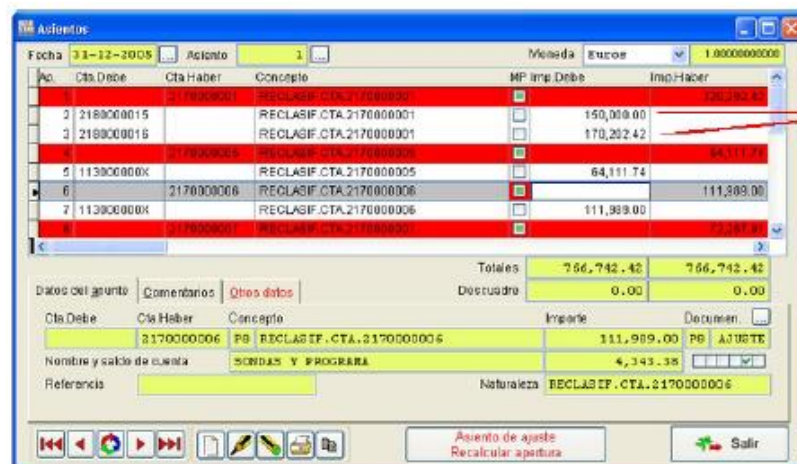 Asientos
Fecha 31-12-2005 ... Asiento 1 ... Moneda Euros 1.00000000000
Ap. Cta.Debe Cta Haber Concepto MP Imp.Debe Imp.Haber
1 2170000001 RECLASIF.CTA.2170000001 320,202.42
2 2180000015 RECLASIF.CTA.2170000001 150,000.00
3 2180000016 RECLASIF.CTA.2170000001 170,202.42
4 RECLASIF.CTA.2170000005 64,111.74
5 113000000X RECLASIF.CTA.2170000005 64,111.74
6 2170000006 RECLASIF.CTA.2170000006 111,989.00
7 113000000X RECLASIF.CTA.2170000006 111,989.00
8 2170000007 RECLASIF.CTA.2170000007
Totales 766,742.42 766,742.42
Datos del apunte Comentarios Otros datos Descuadre 0.00 0.00
Cta.Debe Cta Haber Concepto Importe Documen. ...
2170000006 PG RECLASIF.CTA.2170000006 111,989.00 PG AJUSTE
Nombre y saldo de cuenta SONDAS Y PROGRAMA 4,343.38
Referencia Naturaleza RECLASIF.CTA.2170000006
Asiento de ajuste
Recalcular apertura
Salir